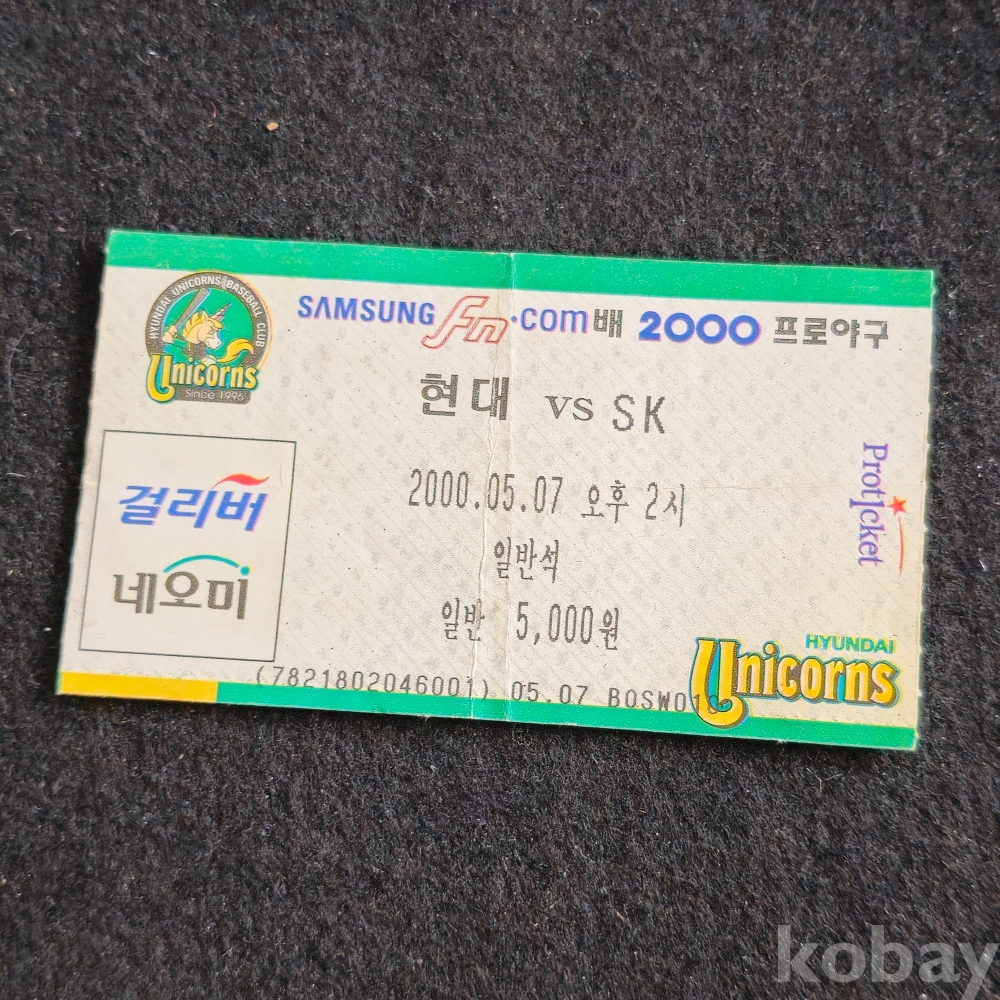 HYUNDAI UNICORNS BASEBALL CLUB
Unicorns
Since 1996
SAMSUNG fn.com배 2000 프로야구
현대 vs SK
2000.05.07 오후 2시
일반석
일반 5,000원
걸리버
네오미
Proticket
HYUNDAI
Unicorns
(7821802046001) 05.07 BOSW01
kobay